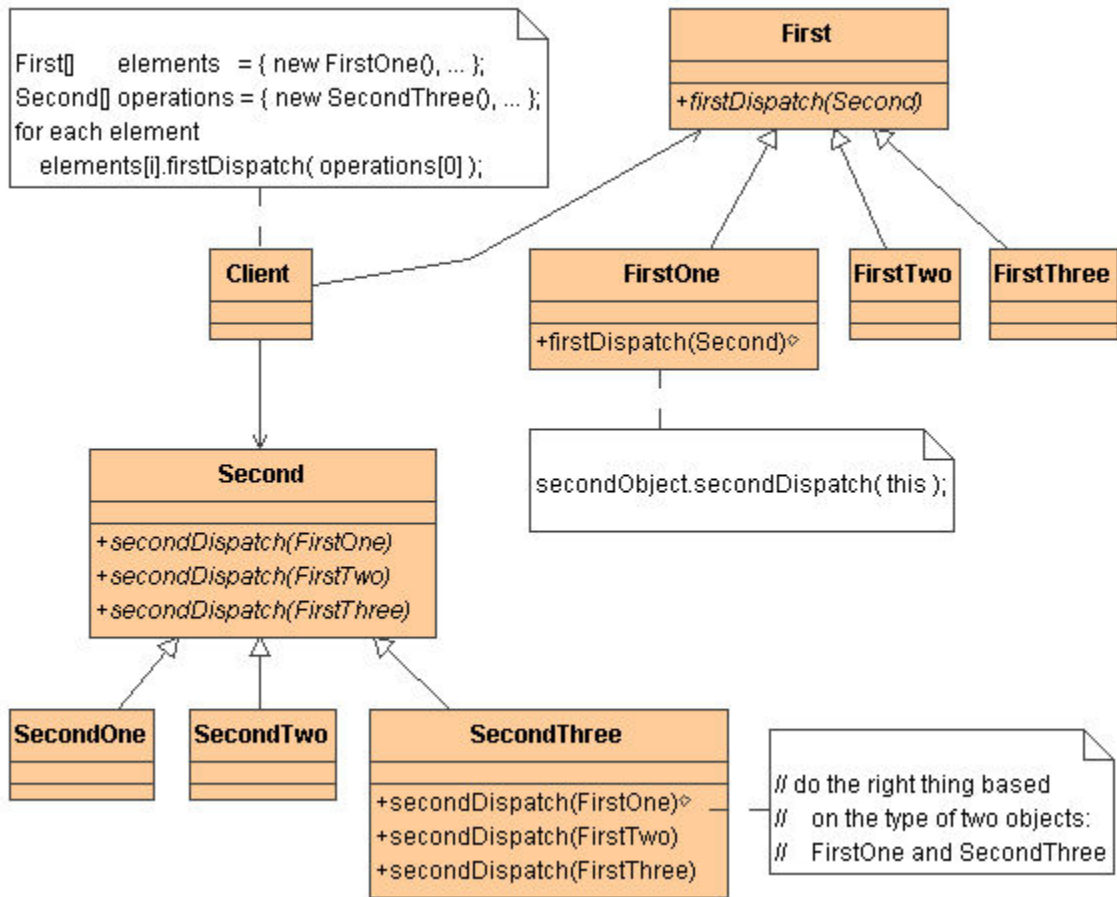 First[] elements = { new FirstOne(), ... };
Second[] operations = { new SecondThree(), ... };
for each element
elements[i].firstDispatch( operations[0] );
First
+firstDispatch(Second)
Client
FirstOne
+firstDispatch(Second)
FirstTwo
FirstThree
secondObject.secondDispatch( this );
Second
+secondDispatch(FirstOne)
+secondDispatch(FirstTwo)
+secondDispatch(FirstThree)
SecondOne
SecondTwo
SecondThree
+secondDispatch(FirstOne)
+secondDispatch(FirstTwo)
+secondDispatch(FirstThree)
// do the right thing based
// on the type of two objects:
// FirstOne and SecondThree